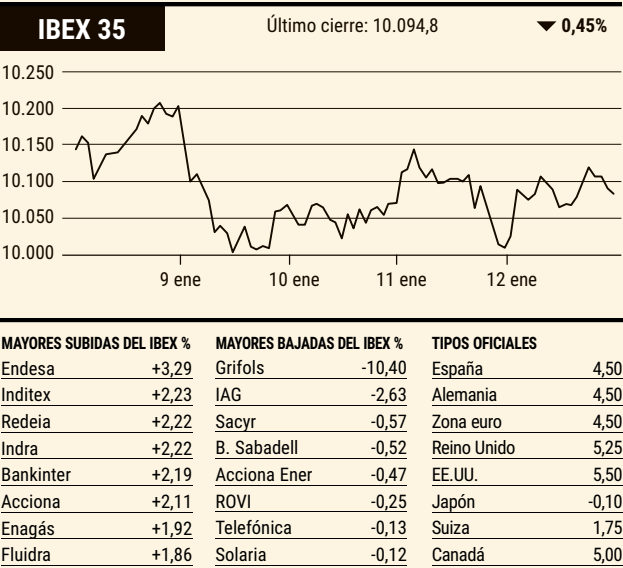 IBEX 35
Último cierre: 10.094,8
▼ 0,45%
10.250
10.200
10.150
10.100
10.050
10.000
9 ene
10 ene
11 ene
12 ene
MAYORES SUBIDAS DEL IBEX %
Endesa +3,29
Inditex +2,23
Redeia +2,22
Indra +2,22
Bankinter +2,19
Acciona +2,11
Enagás +1,92
Fluidra +1,86
MAYORES BAJADAS DEL IBEX %
Grifols -10,40
IAG -2,63
Sacyr -0,57
B. Sabadell -0,52
Acciona Ener -0,47
ROVI -0,25
Telefónica -0,13
Solaria -0,12
TIPOS OFICIALES
España 4,50
Alemania 4,50
Zona euro 4,50
Reino Unido 5,25
EE.UU. 5,50
Japón -0,10
Suiza 1,75
Canadá 5,00